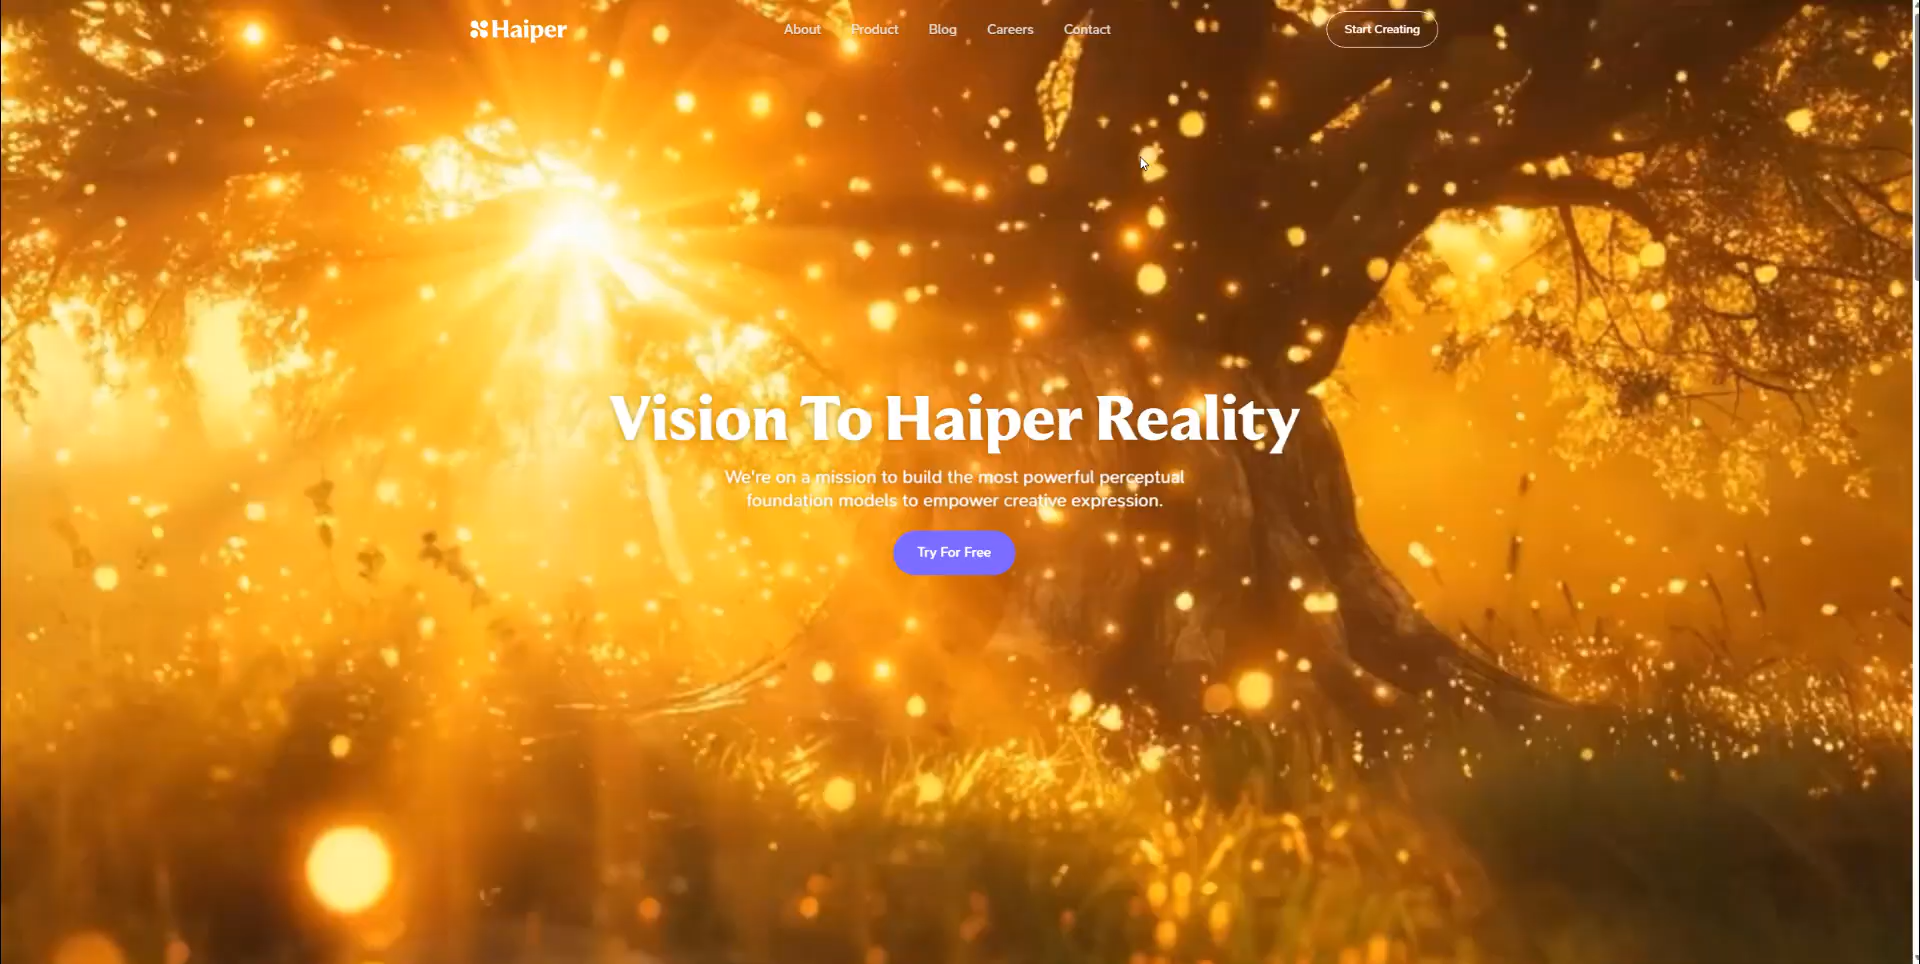 Haiper
About
Product
Blog
Careers
Contact
Start Creating
Vision To Haiper Reality
We're on a mission to build the most powerful perceptual
foundation models to empower creative expression.
Try For Free